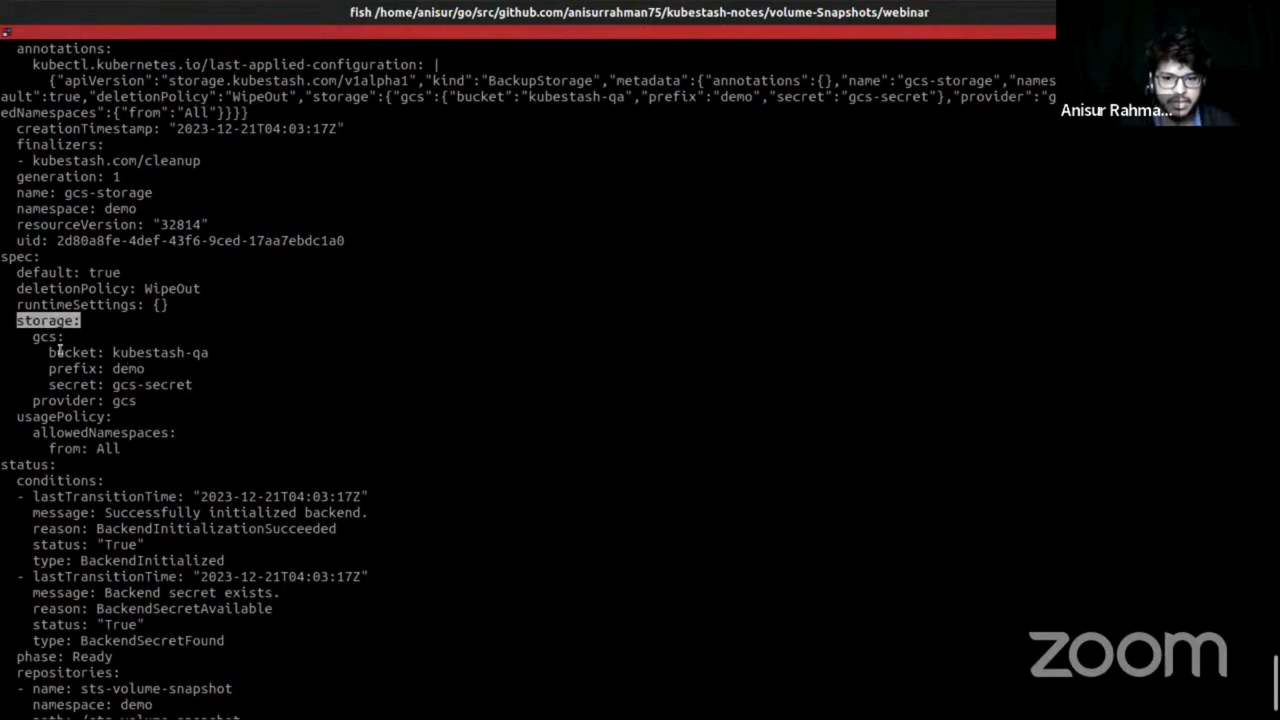 fish /home/anisur/go/src/github.com/anisurrahman75/kubestash-notes/volume-Snapshots/webinar
annotations:
kubectl.kubernetes.io/last-applied-configuration: |
{"apiVersion":"storage.kubestash.com/v1alpha1","kind":"BackupStorage","metadata":{"annotations":{},"name":"gcs-storage","names
ault":true,"deletionPolicy":"WipeOut","storage":{"gcs":{"bucket":"kubestash-qa","prefix":"demo","secret":"gcs-secret"},"provider":"g
edNamespaces":{"from":"All"}}}}
Anisur Rahma...
creationTimestamp: "2023-12-21T04:03:17Z"
finalizers:
- kubestash.com/cleanup
generation: 1
name: gcs-storage
namespace: demo
resourceVersion: "32814"
uid: 2d80a8fe-4def-43f6-9ced-17aa7ebdc1a0
spec:
default: true
deletionPolicy: WipeOut
runtimeSettings: {}
storage:
gcs:
bucket: kubestash-qa
prefix: demo
secret: gcs-secret
provider: gcs
usagePolicy:
allowedNamespaces:
from: All
status:
conditions:
- lastTransitionTime: "2023-12-21T04:03:17Z"
message: Successfully initialized backend.
reason: BackendInitializationSucceeded
status: "True"
type: BackendInitialized
- lastTransitionTime: "2023-12-21T04:03:17Z"
message: Backend secret exists.
reason: BackendSecretAvailable
status: "True"
type: BackendSecretFound
phase: Ready
repositories:
- name: sts-volume-snapshot
namespace: demo
zoom